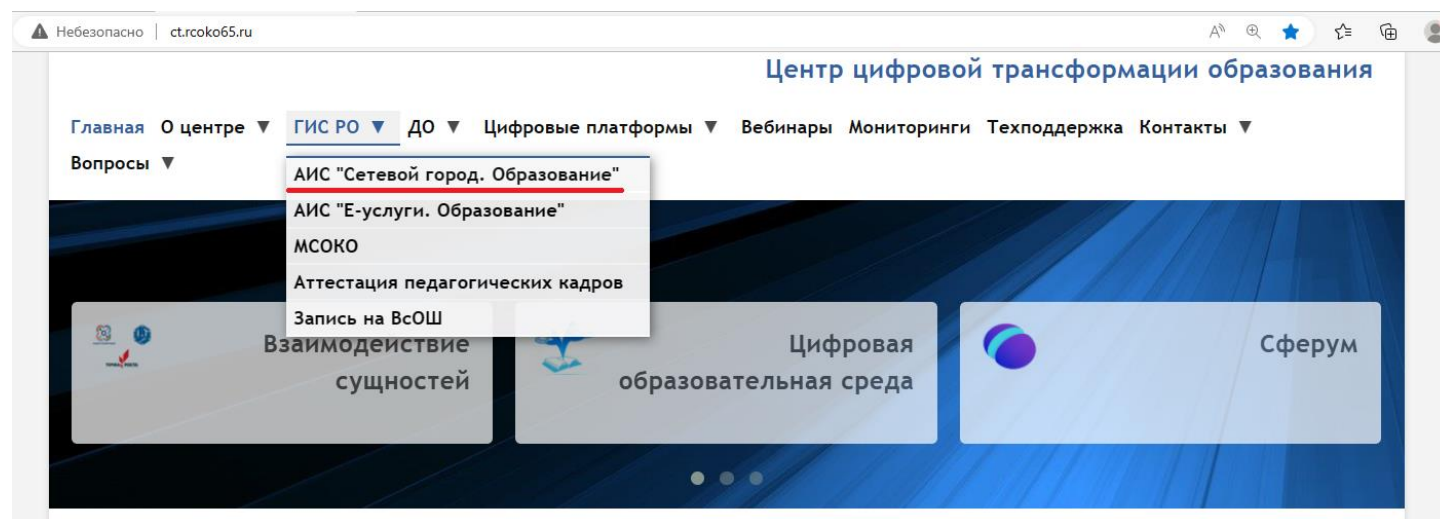 Небезопасно | ct.rcoko65.ru
Центр цифровой трансформации образования
Главная О центре ▼ ГИС РО ▼ ДО ▼ Цифровые платформы ▼ Вебинары Мониторинги Техподдержка Контакты ▼
Вопросы ▼
АИС "Сетевой город. Образование"
АИС "Е-услуги. Образование"
МСОКО
Аттестация педагогических кадров
Запись на ВсОШ
Взаимодействие
сущностей
Цифровая
образовательная среда
Сферум